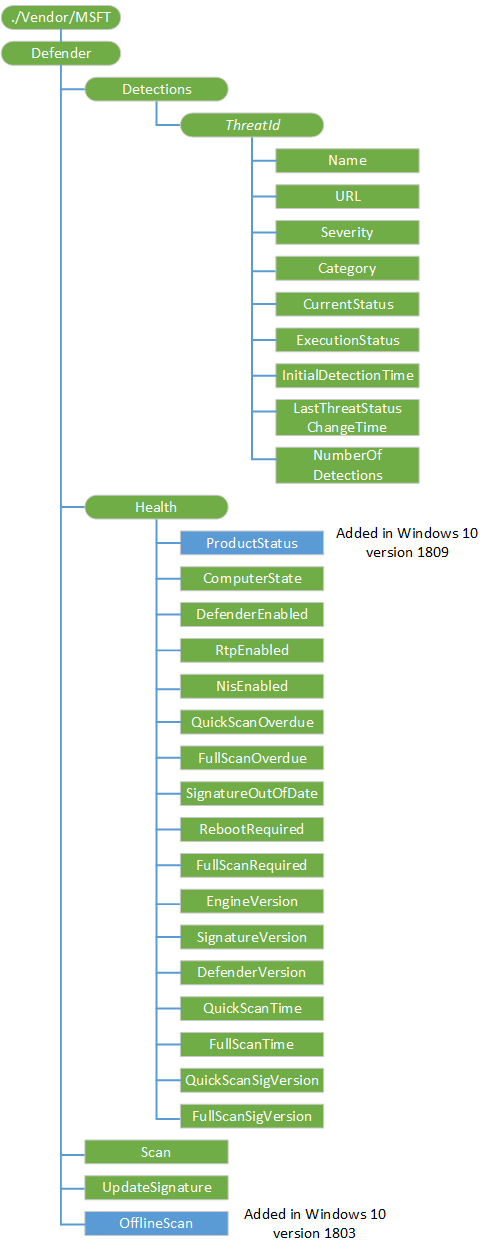 ./Vendor/MSFT
Defender
Detections
ThreatId
Name
URL
Severity
Category
CurrentStatus
ExecutionStatus
InitialDetectionTime
LastThreatStatus
ChangeTime
NumberOf
Detections
Health
ProductStatus
Added in Windows 10
version 1809
ComputerState
DefenderEnabled
RtpEnabled
NisEnabled
QuickScanOverdue
FullScanOverdue
SignatureOutOfDate
RebootRequired
FullScanRequired
EngineVersion
SignatureVersion
DefenderVersion
QuickScanTime
FullScanTime
QuickScanSigVersion
FullScanSigVersion
Scan
UpdateSignature
OfflineScan
Added in Windows 10
version 1803